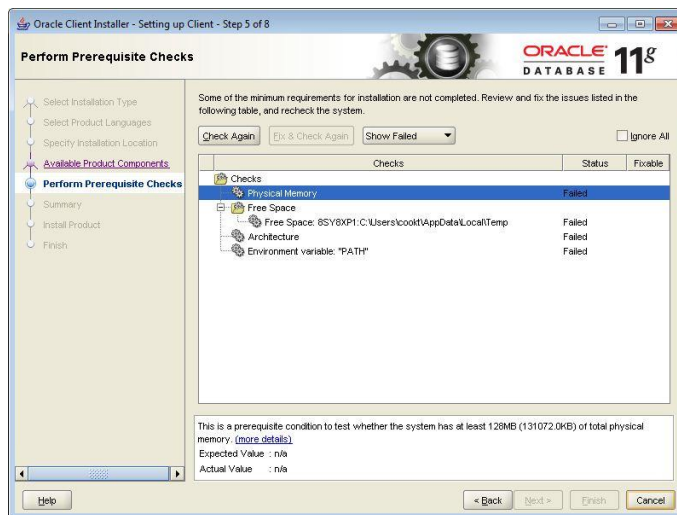 Oracle Client Installer - Setting up Client - Step 5 of 8
Perform Prerequisite Checks
ORACLE
DATABASE
11g
Select Installation Type
Select Product Languages
Specify Installation Location
Available Product Components
Perform Prerequisite Checks
Summary
Install Product
Finish
Some of the minimum requirements for installation are not completed. Review and fix the issues listed in the
following table, and recheck the system.
Check Again Fix & Check Again Show Failed Ignore All
Checks Status Fixable
Checks
Physical Memory Failed
Free Space
Free Space: 8SY8XP1:C:\Users\cookt\AppData\Local\Temp Failed
Architecture Failed
Environment variable: "PATH" Failed
This is a prerequisite condition to test whether the system has at least 128MB (131072.0KB) of total physical
memory. (more details)
Expected Value : n/a
Actual Value : n/a
Help < Back Next > Finish Cancel